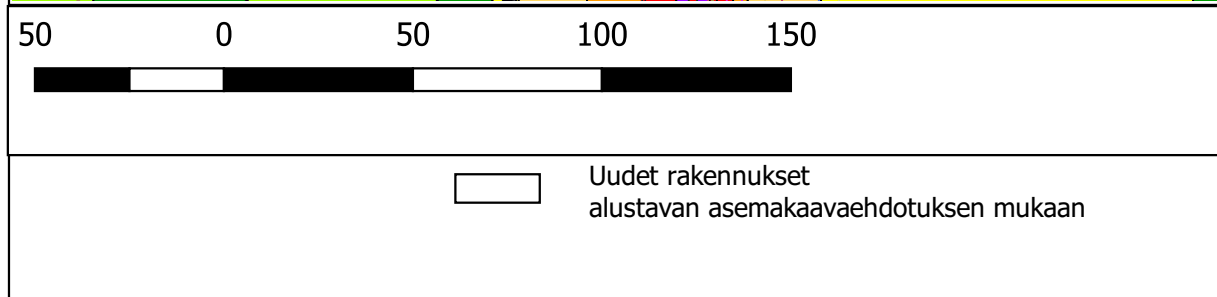 50 0 50 100 150
Uudet rakennukset
alustavan asemakaavaehdotuksen mukaan